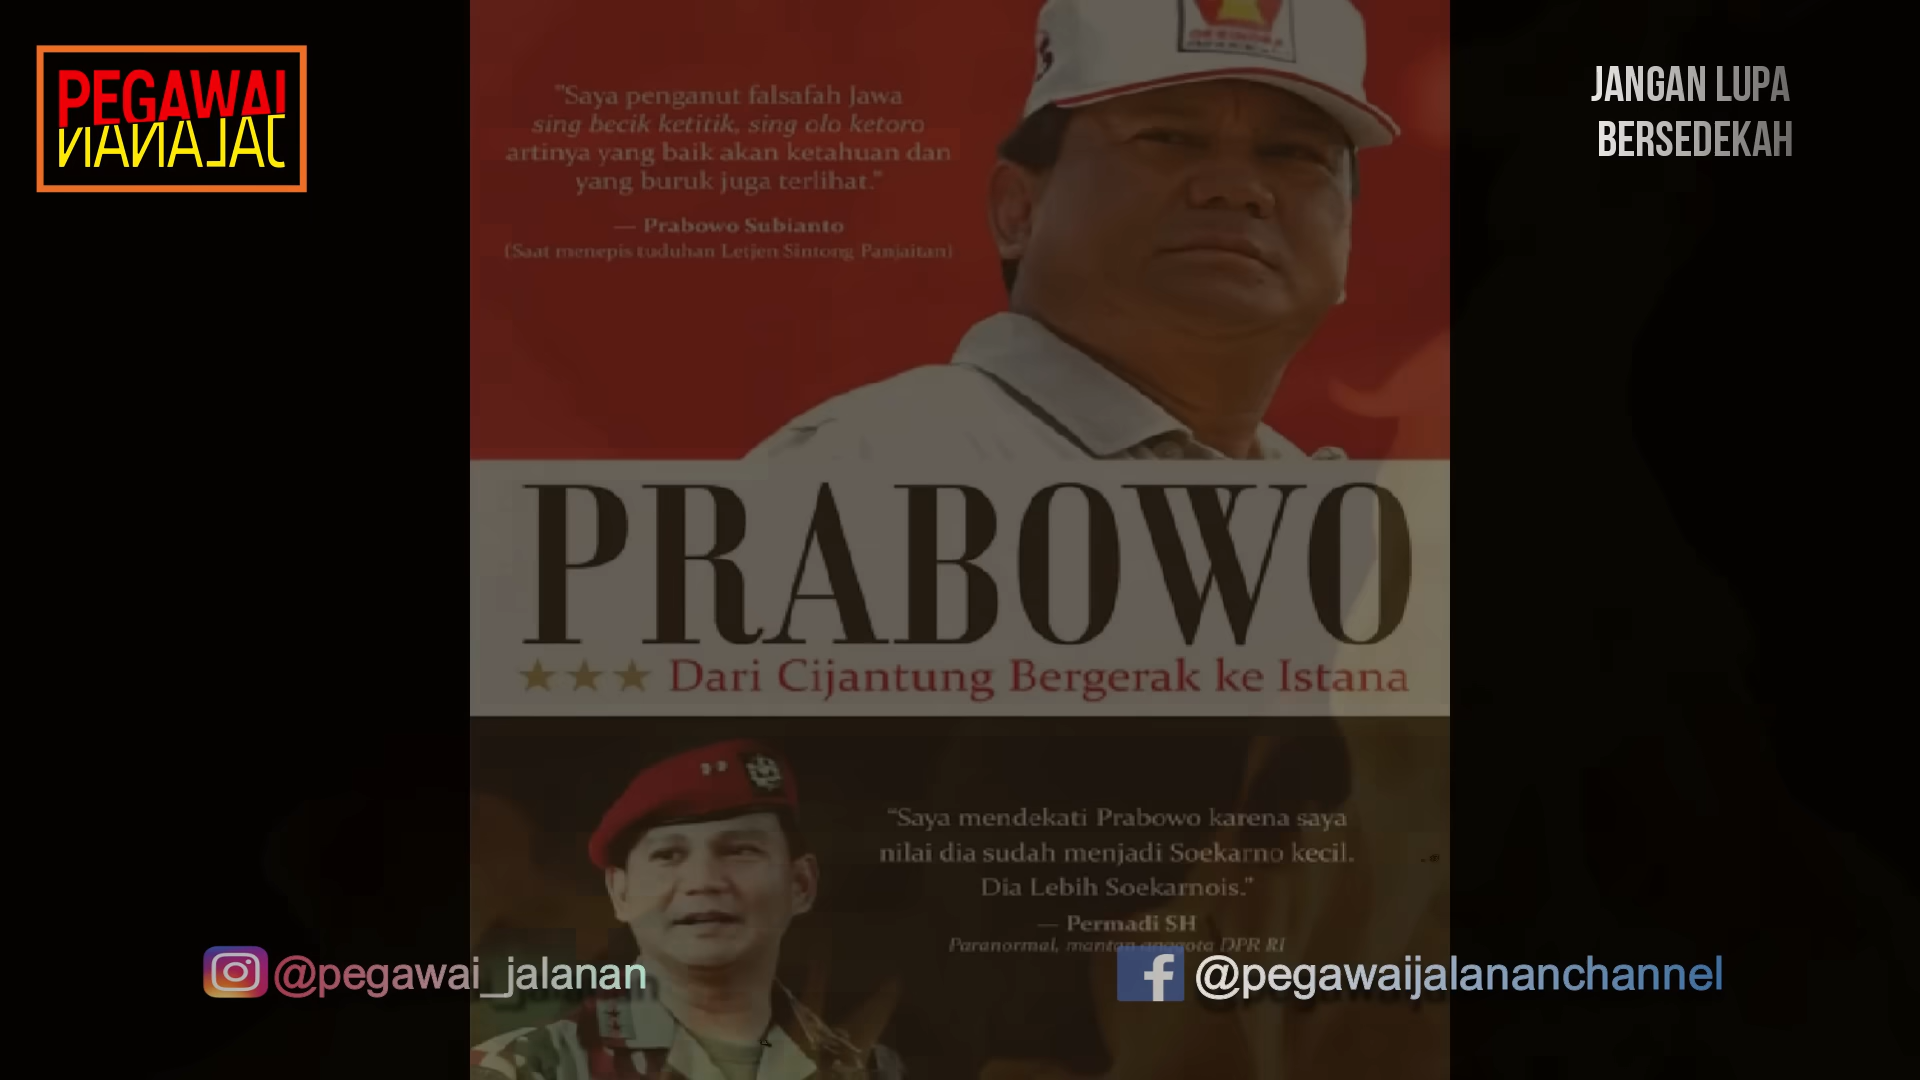 PEGAWAI
JALANAN
JANGAN LUPA
BERSEDEKAH
"Saya penganut falsafah Jawa
sing becik ketitik, sing olo ketoro
artinya yang baik akan ketahuan dan
yang buruk juga terlihat."
— Prabowo Subianto
(Saat menepis tuduhan Letjen Sintong Panjaitan)
PRABOWO
Dari Cijantung Bergerak ke Istana
"Saya mendekati Prabowo karena saya
nilai dia sudah menjadi Soekarno kecil.
Dia Lebih Soekarnois."
— Permadi SH
Paranormal, mantan anggota DPR RI
@pegawai_jalanan
@pegawaijalananchannel